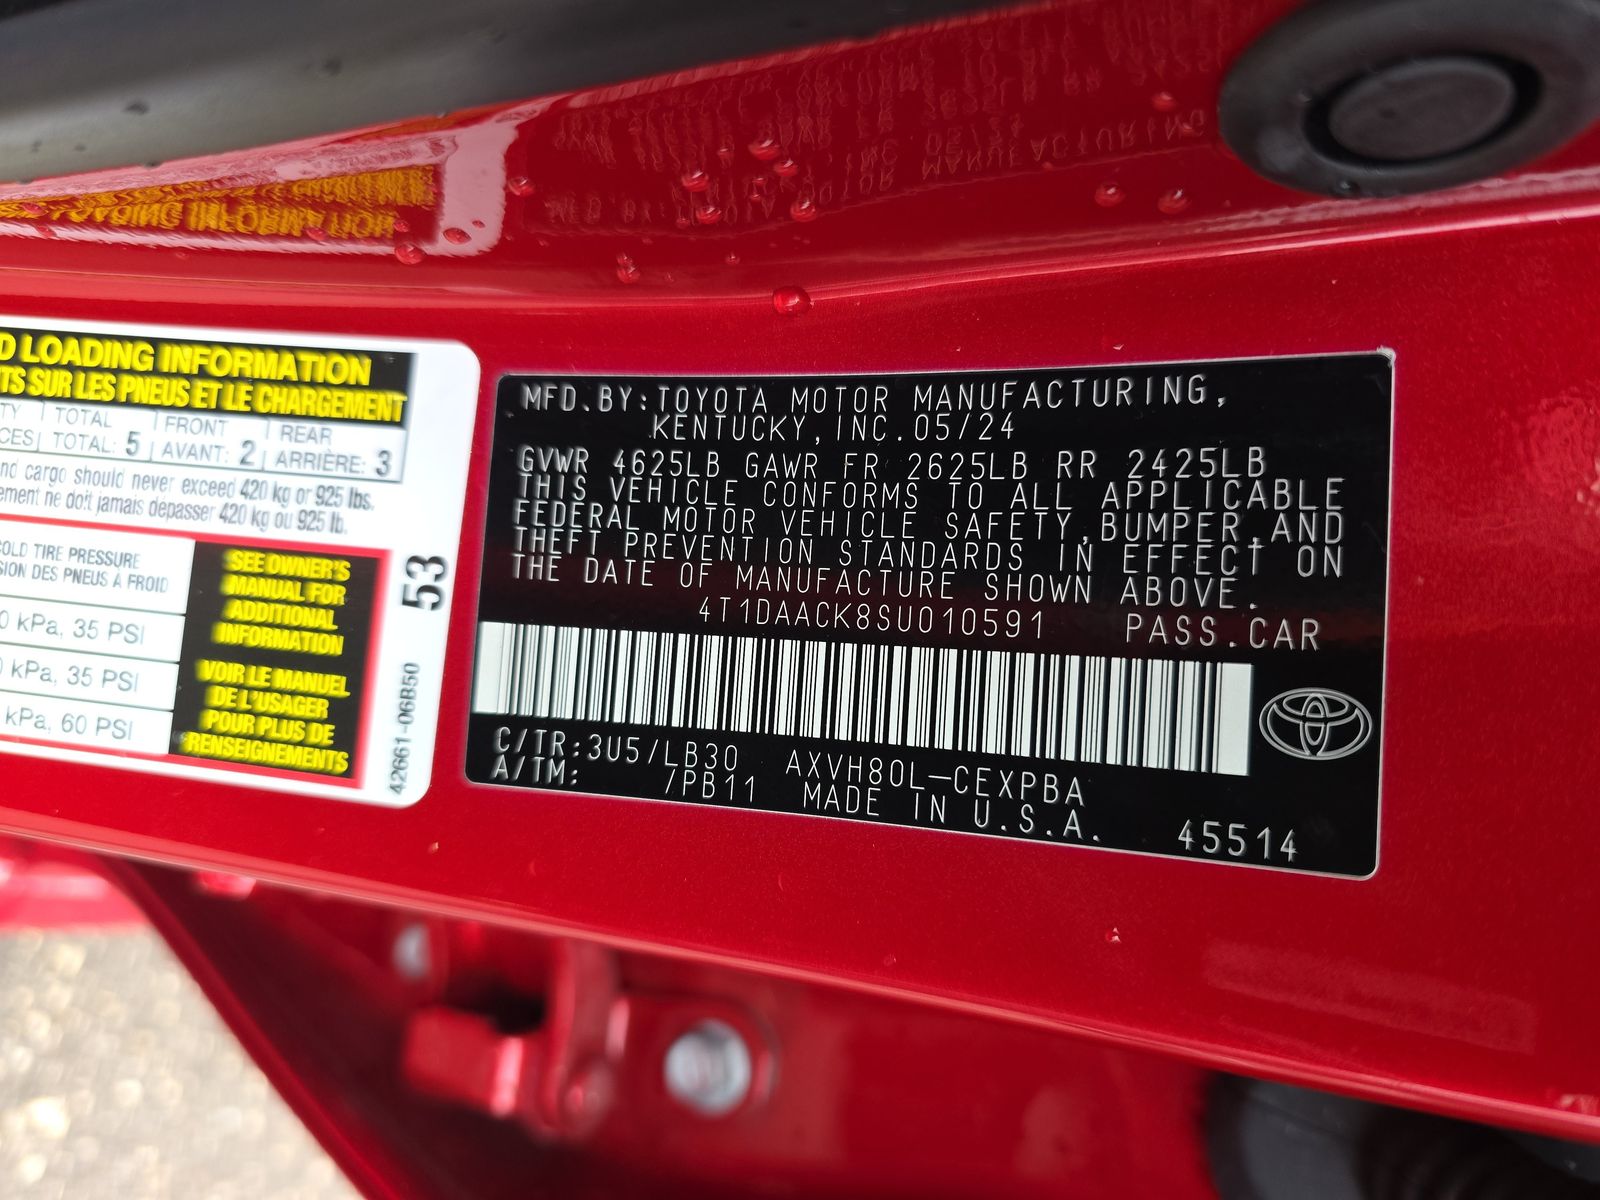 D LOADING INFORMATION
TS SUR LES PNEUS ET LE CHARGEMENT
TY TOTAL FRONT REAR
CES TOTAL: 5 AVANT: 2 ARRIÈRE: 3
nd cargo should never exceed 420 kg or 925 lbs.
ement ne doit jamais dépasser 420 kg ou 925 lb.
COLD TIRE PRESSURE
SION DES PNEUS À FROID
0 kPa, 35 PSI
0 kPa, 35 PSI
kPa, 60 PSI
SEE OWNER'S
MANUAL FOR
ADDITIONAL
INFORMATION
VOIR LE MANUEL
DE L'USAGER
POUR PLUS DE
RENSEIGNEMENTS
53
42661-06B50
MFD.BY:TOYOTA MOTOR MANUFACTURING,
KENTUCKY,INC.05/24
GVWR 4625LB GAWR FR 2625LB RR 2425LB
THIS VEHICLE CONFORMS TO ALL APPLICABLE
FEDERAL MOTOR VEHICLE SAFETY,BUMPER,AND
THEFT PREVENTION STANDARDS IN EFFECT ON
THE DATE OF MANUFACTURE SHOWN ABOVE.
4T1DAACK8SU010591 PASS.CAR
C/TR:3U5/LB30 AXVH80L-CEXPBA
A/TM: /PB11 MADE IN U.S.A. 45514